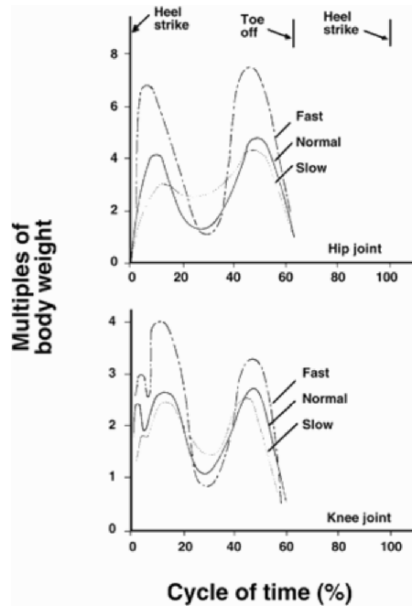 Heel
strike
Toe
off
Heel
strike
8
6
4
2
0
Fast
Normal
Slow
Hip joint
0 20 40 60 80 100
Multiples of
body weight
4
3
2
1
0
Fast
Normal
Slow
Knee joint
0 20 40 60 80 100
Cycle of time (%)